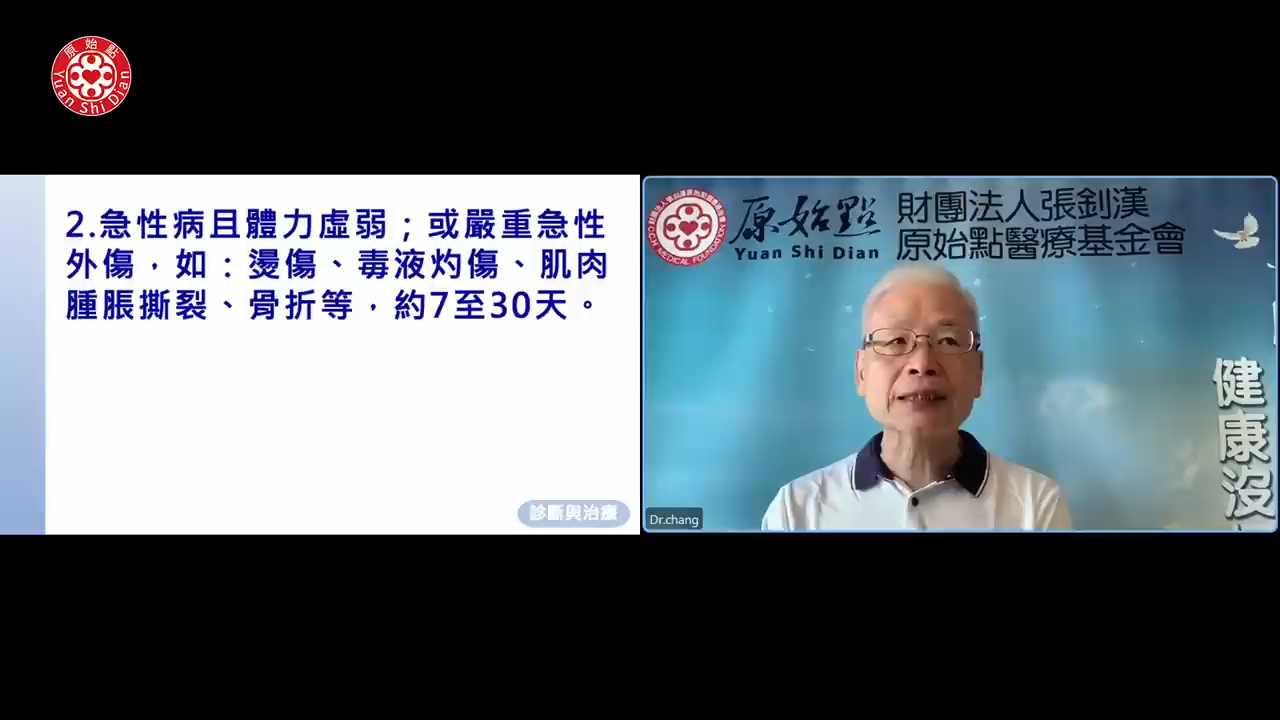 原始點
Yuan Shi Dian
2.急性病且體力虛弱；或嚴重急性
外傷，如：燙傷、毒液灼傷、肌肉
腫脹撕裂、骨折等，約7至30天。
診斷與治療
原始點
Yuan Shi Dian
財團法人張釗漢
原始點醫療基金會
健康沒
Dr.chang